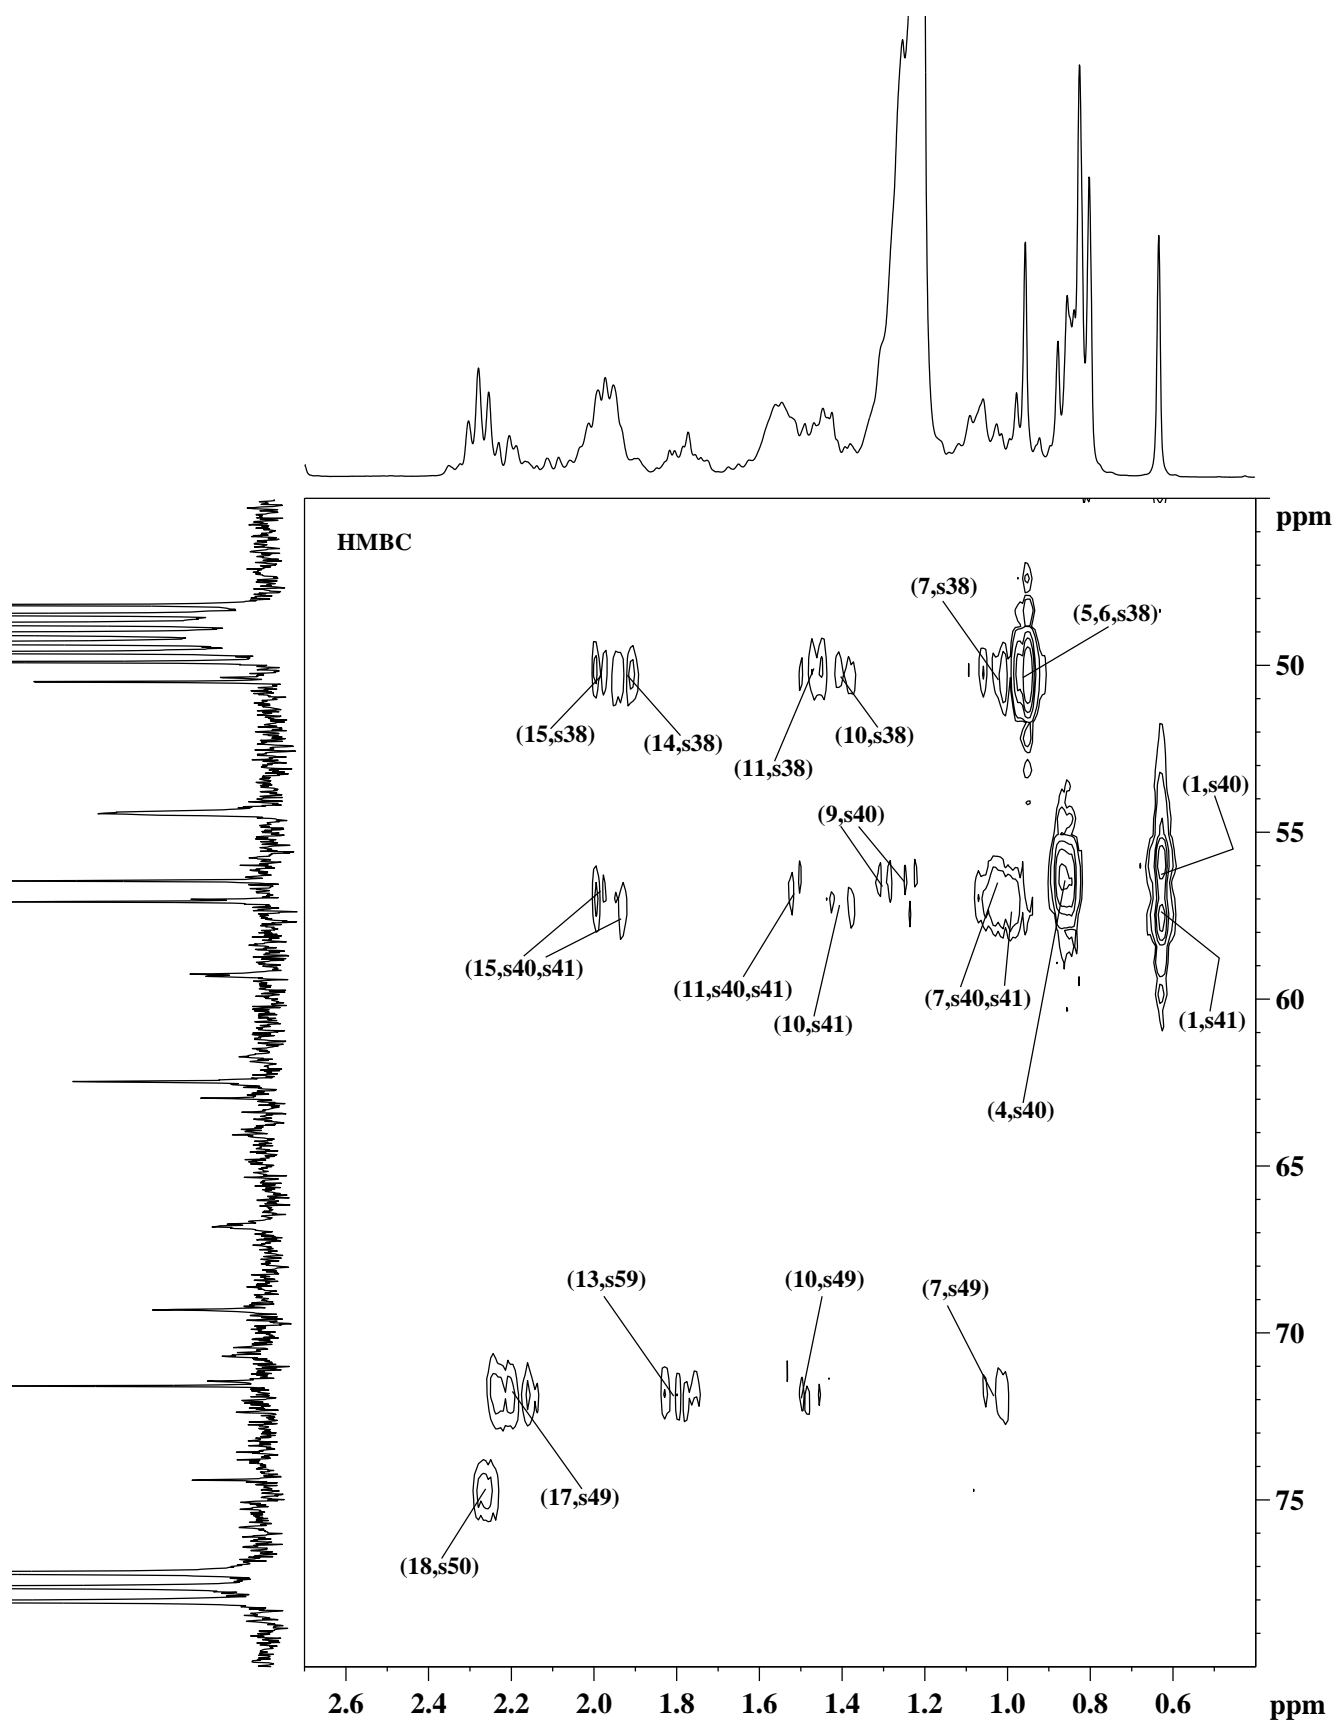 ppm
HMBC
(7,s38)
(5,6,s38)
50
(15,s38)
(14,s38)
(10,s38)
(11,s38)
(1,s40)
(9,s40)
55
(15,s40,s41)
(11,s40,s41)
(7,s40,s41)
60
(10,s41)
(1,s41)
(4,s40)
65
(13,s59)
(10,s49)
(7,s49)
70
(17,s49)
75
(18,s50)
2.6 2.4 2.2 2.0 1.8 1.6 1.4 1.2 1.0 0.8 0.6 ppm